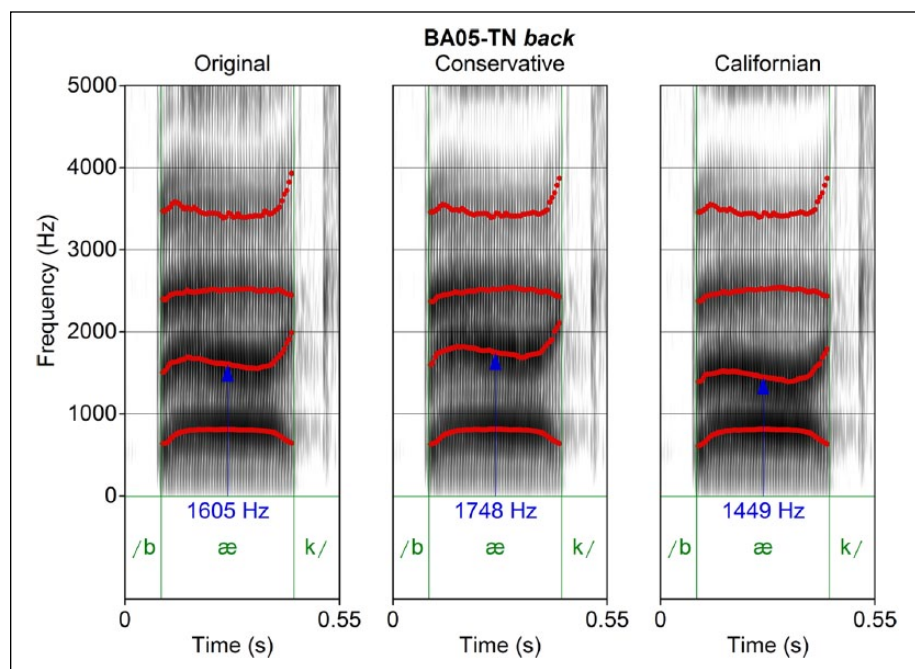 BA05-TN back
Original Conservative Californian
5000
4000
3000
2000
1000
0
Frequency (Hz)
1605 Hz 1748 Hz 1449 Hz
/b æ k/ /b æ k/ /b æ k/
0 0.55 0 0.55 0 0.55
Time (s) Time (s) Time (s)